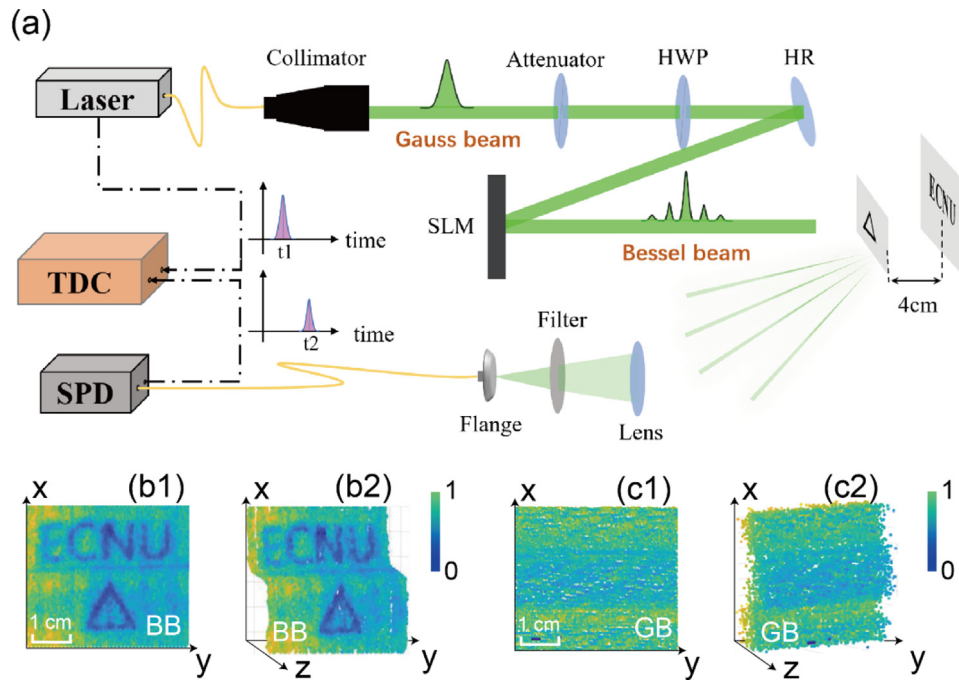 (a)
Collimator
Attenuator
HWP
HR
Laser
Gauss beam
ECNU
SLM
Bessel beam
t1
time
TDC
4cm
t2
time
Filter
SPD
Flange
Lens
x (b1)
x (b2)
1
0
x (c1)
x (c2)
1
0
ECNU
ECNU
1 cm
BB
BB
1 cm
GB
GB
y
z
y
y
z
y